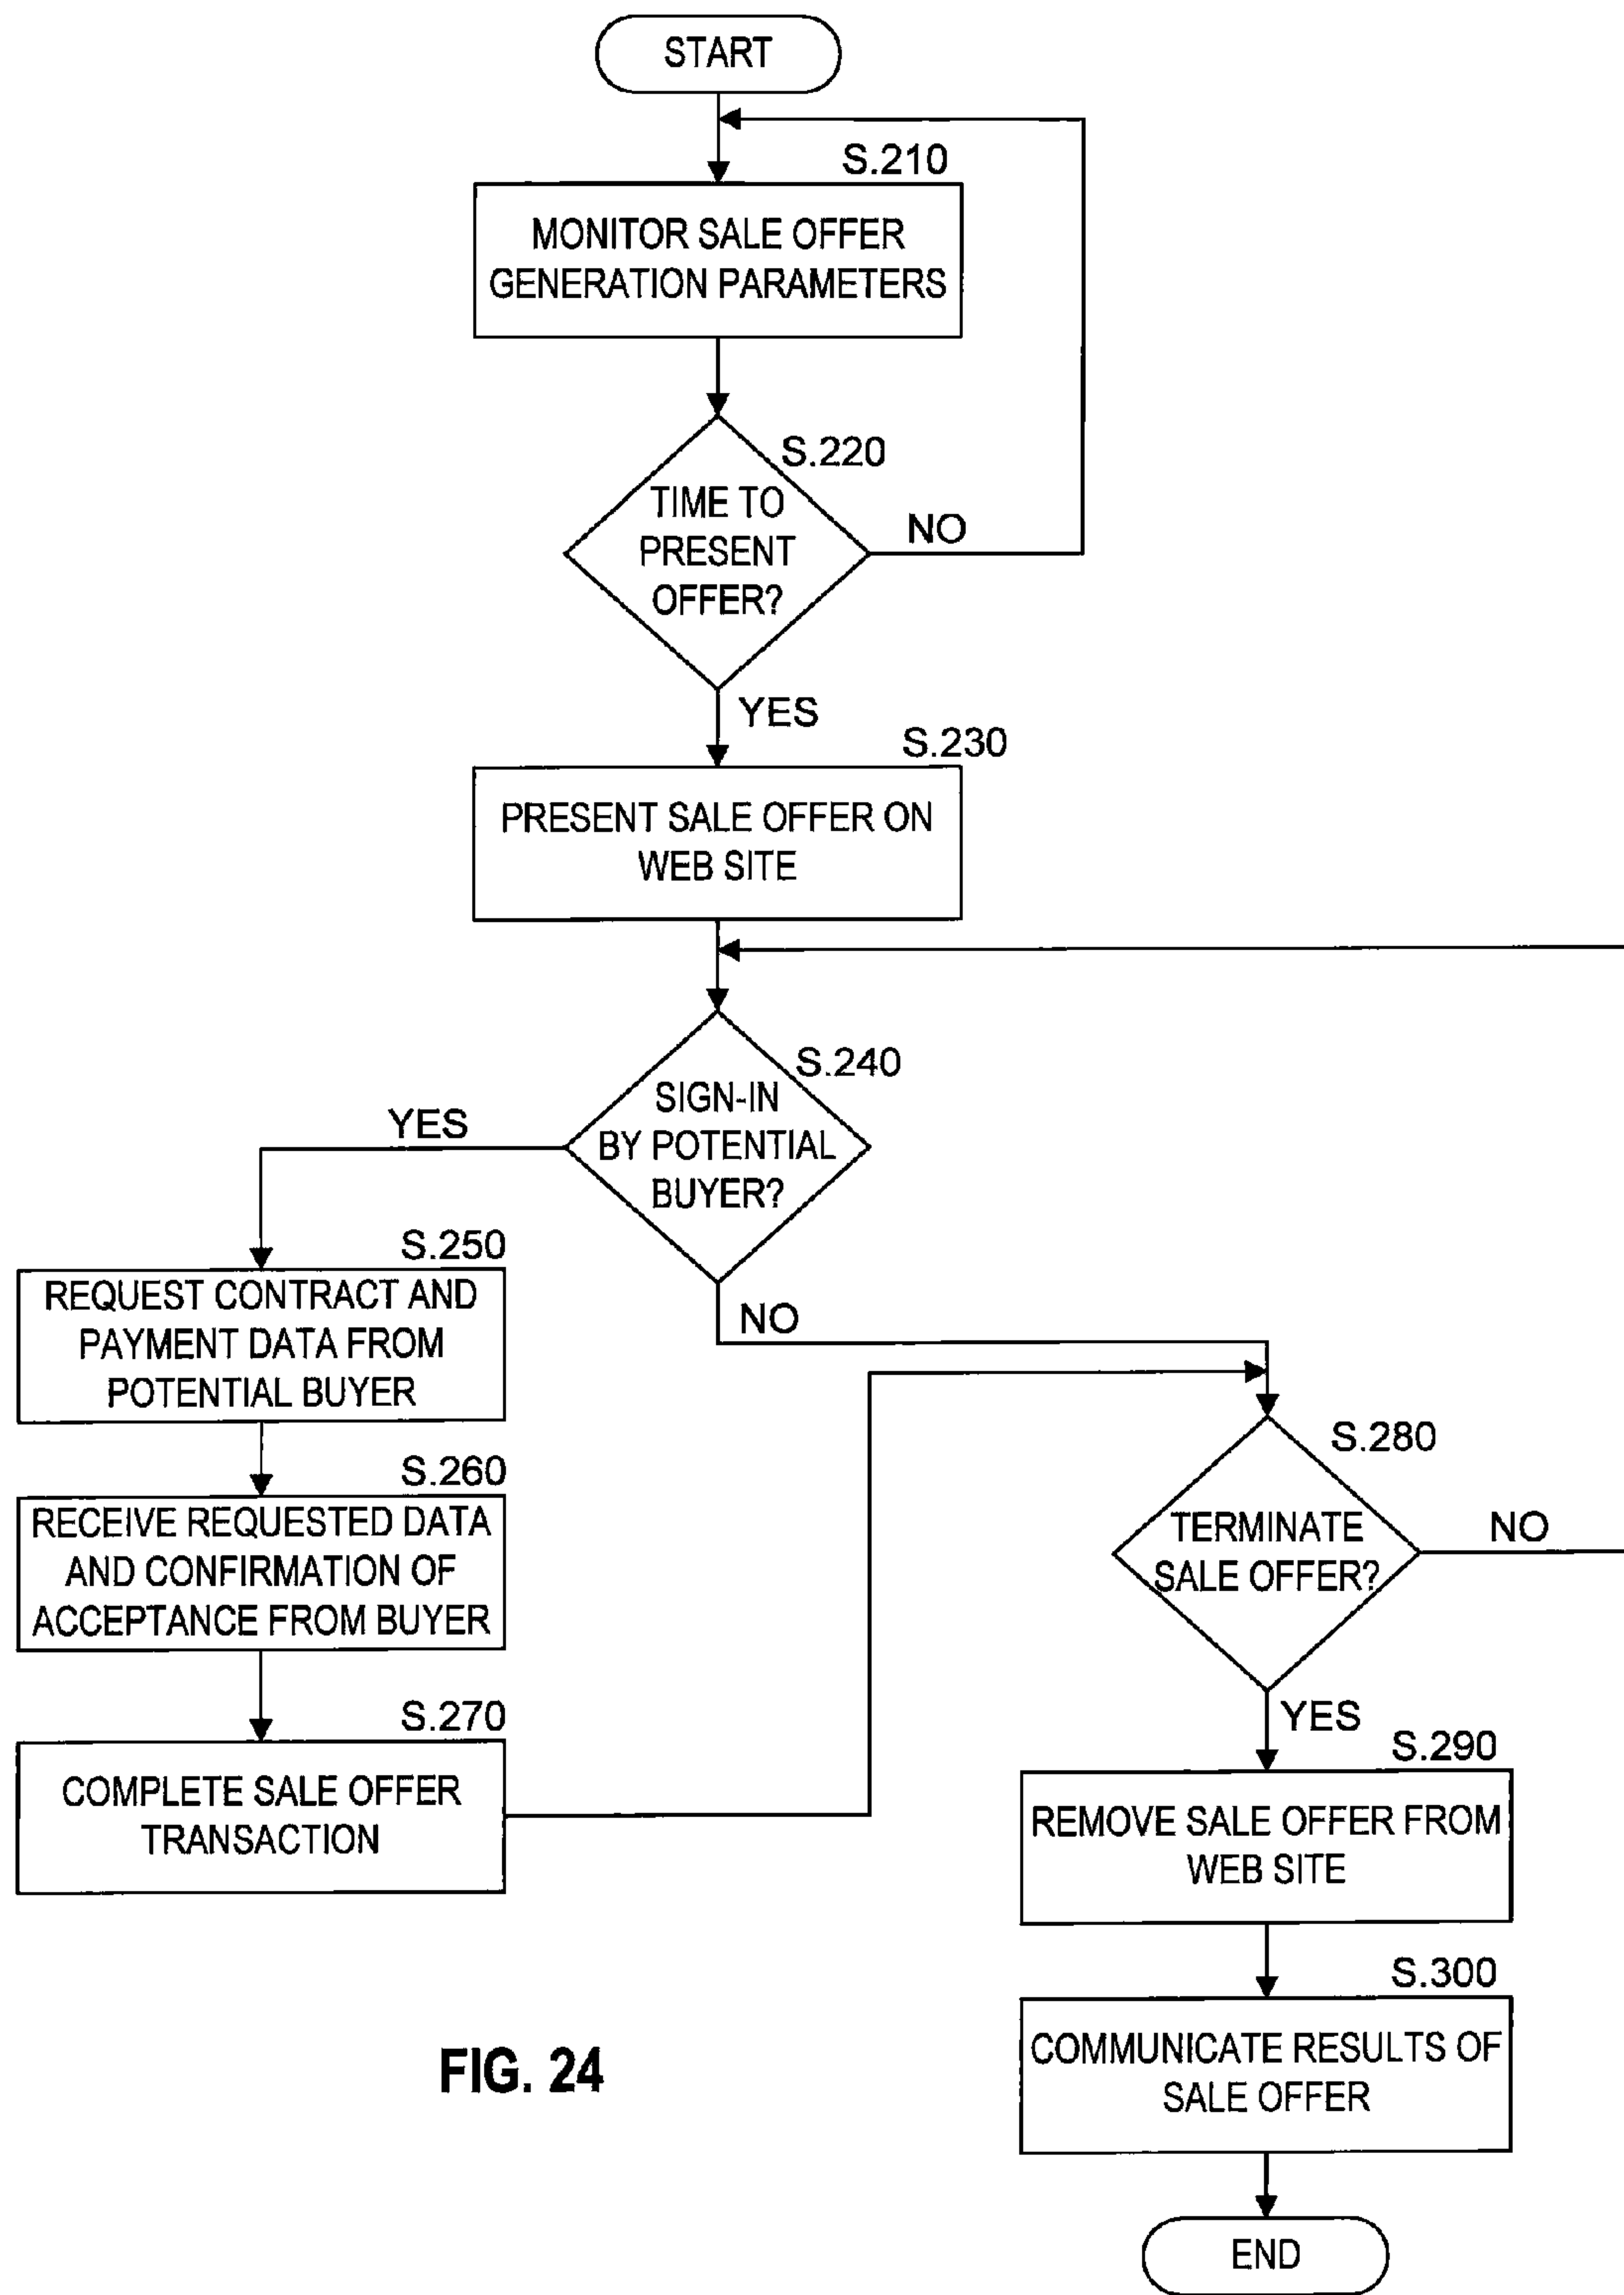 START
S.210
MONITOR SALE OFFER
GENERATION PARAMETERS
S.220
TIME TO
PRESENT
OFFER?
NO
YES
S.230
PRESENT SALE OFFER ON
WEB SITE
S.240
SIGN-IN
BY POTENTIAL
BUYER?
YES
NO
S.250
REQUEST CONTRACT AND
PAYMENT DATA FROM
POTENTIAL BUYER
S.260
RECEIVE REQUESTED DATA
AND CONFIRMATION OF
ACCEPTANCE FROM BUYER
S.270
COMPLETE SALE OFFER
TRANSACTION
S.280
TERMINATE
SALE OFFER?
NO
YES
S.290
REMOVE SALE OFFER FROM
WEB SITE
S.300
COMMUNICATE RESULTS OF
SALE OFFER
END
FIG. 24